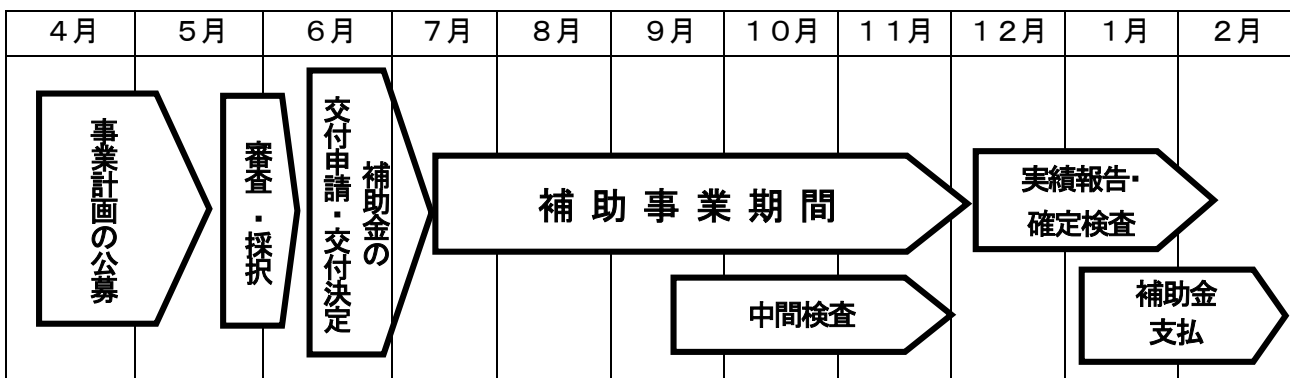 ４月 ５月 ６月 ７月 ８月 ９月 １０月 １１月 １２月 １月 ２月
事業計画の公募
審査・採択
補助金の
交付申請・交付決定
補助事業期間
中間検査
実績報告・
確定検査
補助金
支払